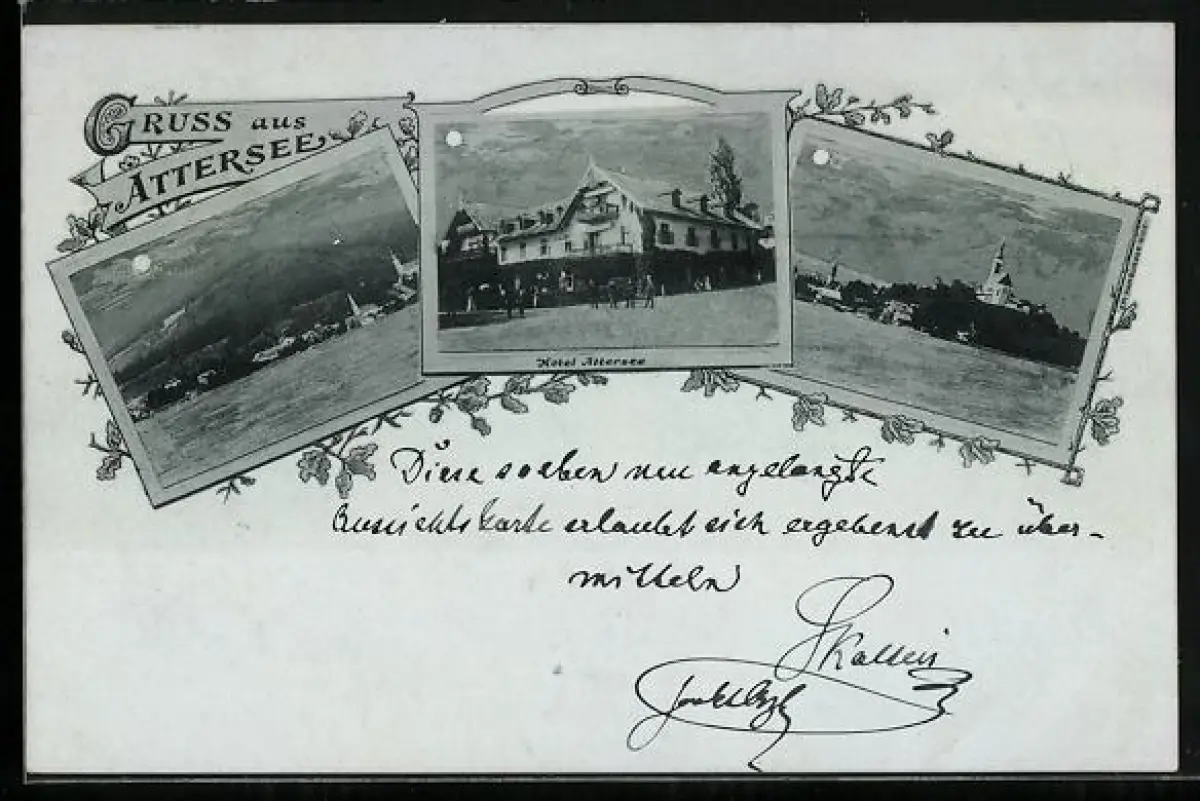 GRUSS aus
ATTERSEE
Hotel Attersee
Diese soeben neu angelangte
Ansichtskarte erlaubt sich ergebenst zu über-
mitteln